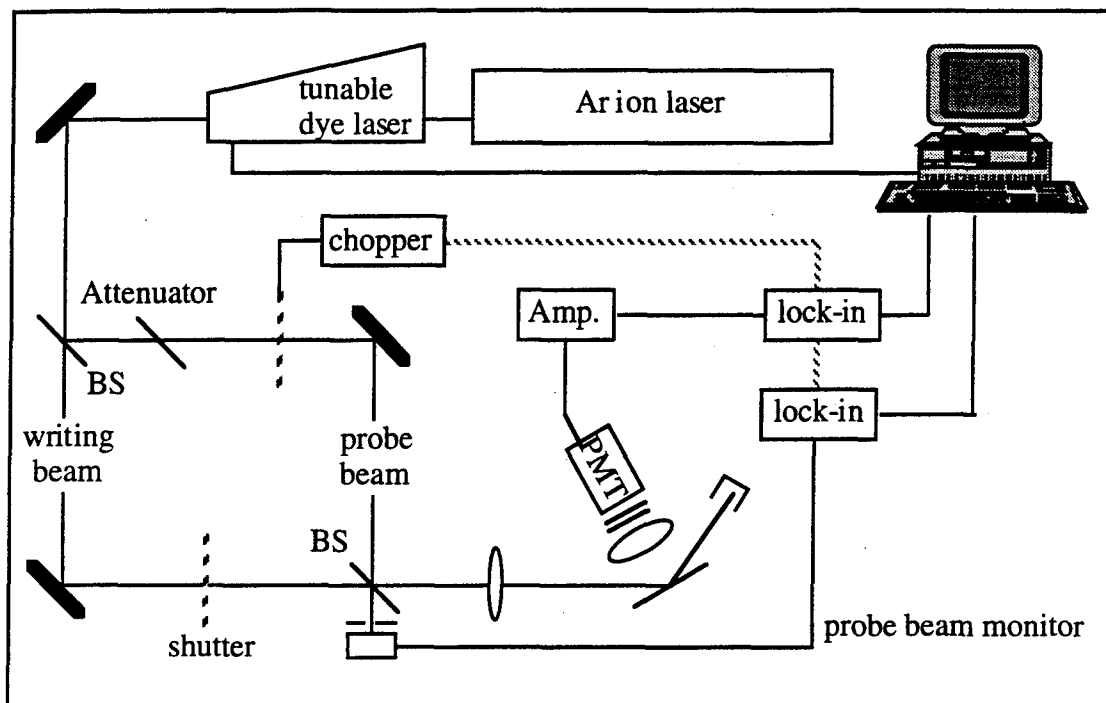 tunable
dye laser
Ar ion laser
chopper
Attenuator
Amp.
lock-in
BS
lock-in
writing
beam
probe
beam
PMT
BS
shutter
probe beam monitor